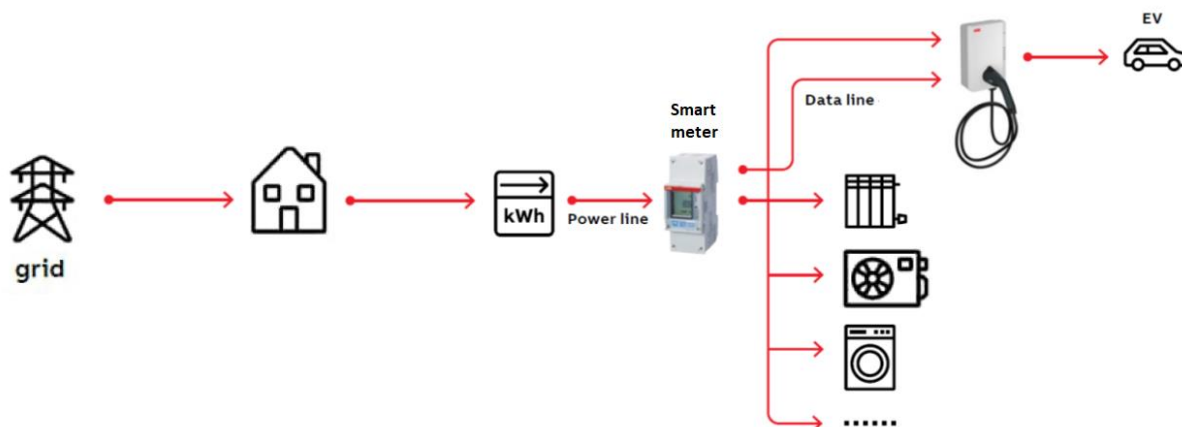 EV
Data line
Smart
meter
kWh
Power line
grid
......